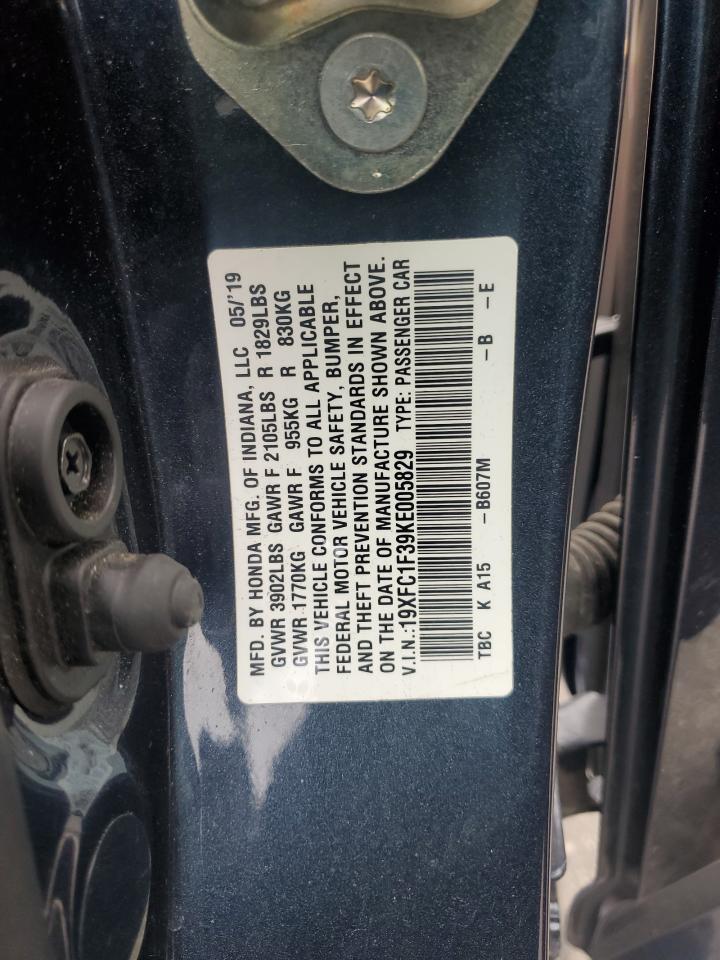 MFD. BY HONDA MFG. OF INDIANA, LLC 05/'19
GVWR 3902LBS GAWR F 2105LBS R 1829LBS
GVWR 1770KG GAWR F 955KG R 830KG
THIS VEHICLE CONFORMS TO ALL APPLICABLE
FEDERAL MOTOR VEHICLE SAFETY, BUMPER,
AND THEFT PREVENTION STANDARDS IN EFFECT
ON THE DATE OF MANUFACTURE SHOWN ABOVE.
V.I.N.:19XFC1F39KE005829 TYPE: PASSENGER CAR
TBC K A15 -B607M -B -E